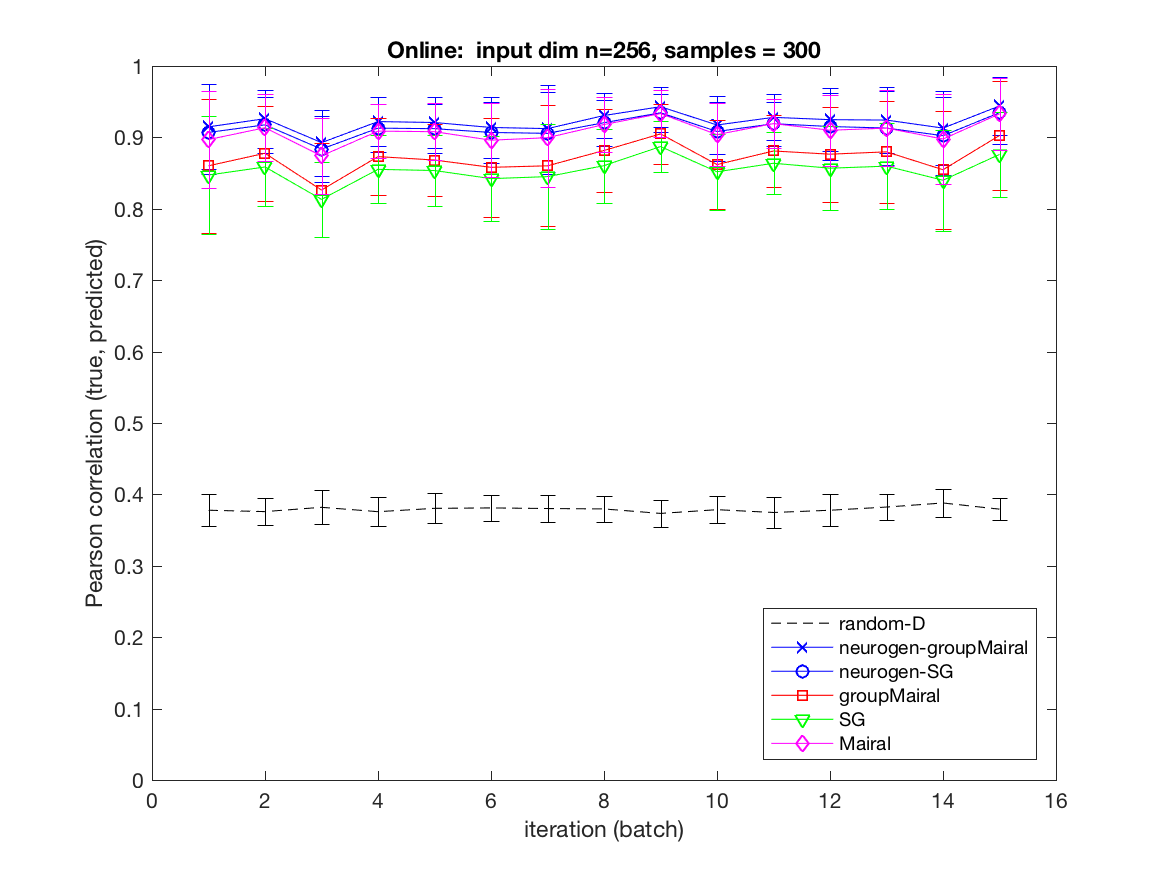 Online:  input dim n=256, samples = 300
Pearson correlation (true, predicted)
1
0.9
0.8
0.7
0.6
0.5
0.4
0.3
0.2
0.1
0
0 2 4 6 8 10 12 14 16
iteration (batch)
random-D
neurogen-groupMairal
neurogen-SG
groupMairal
SG
Mairal